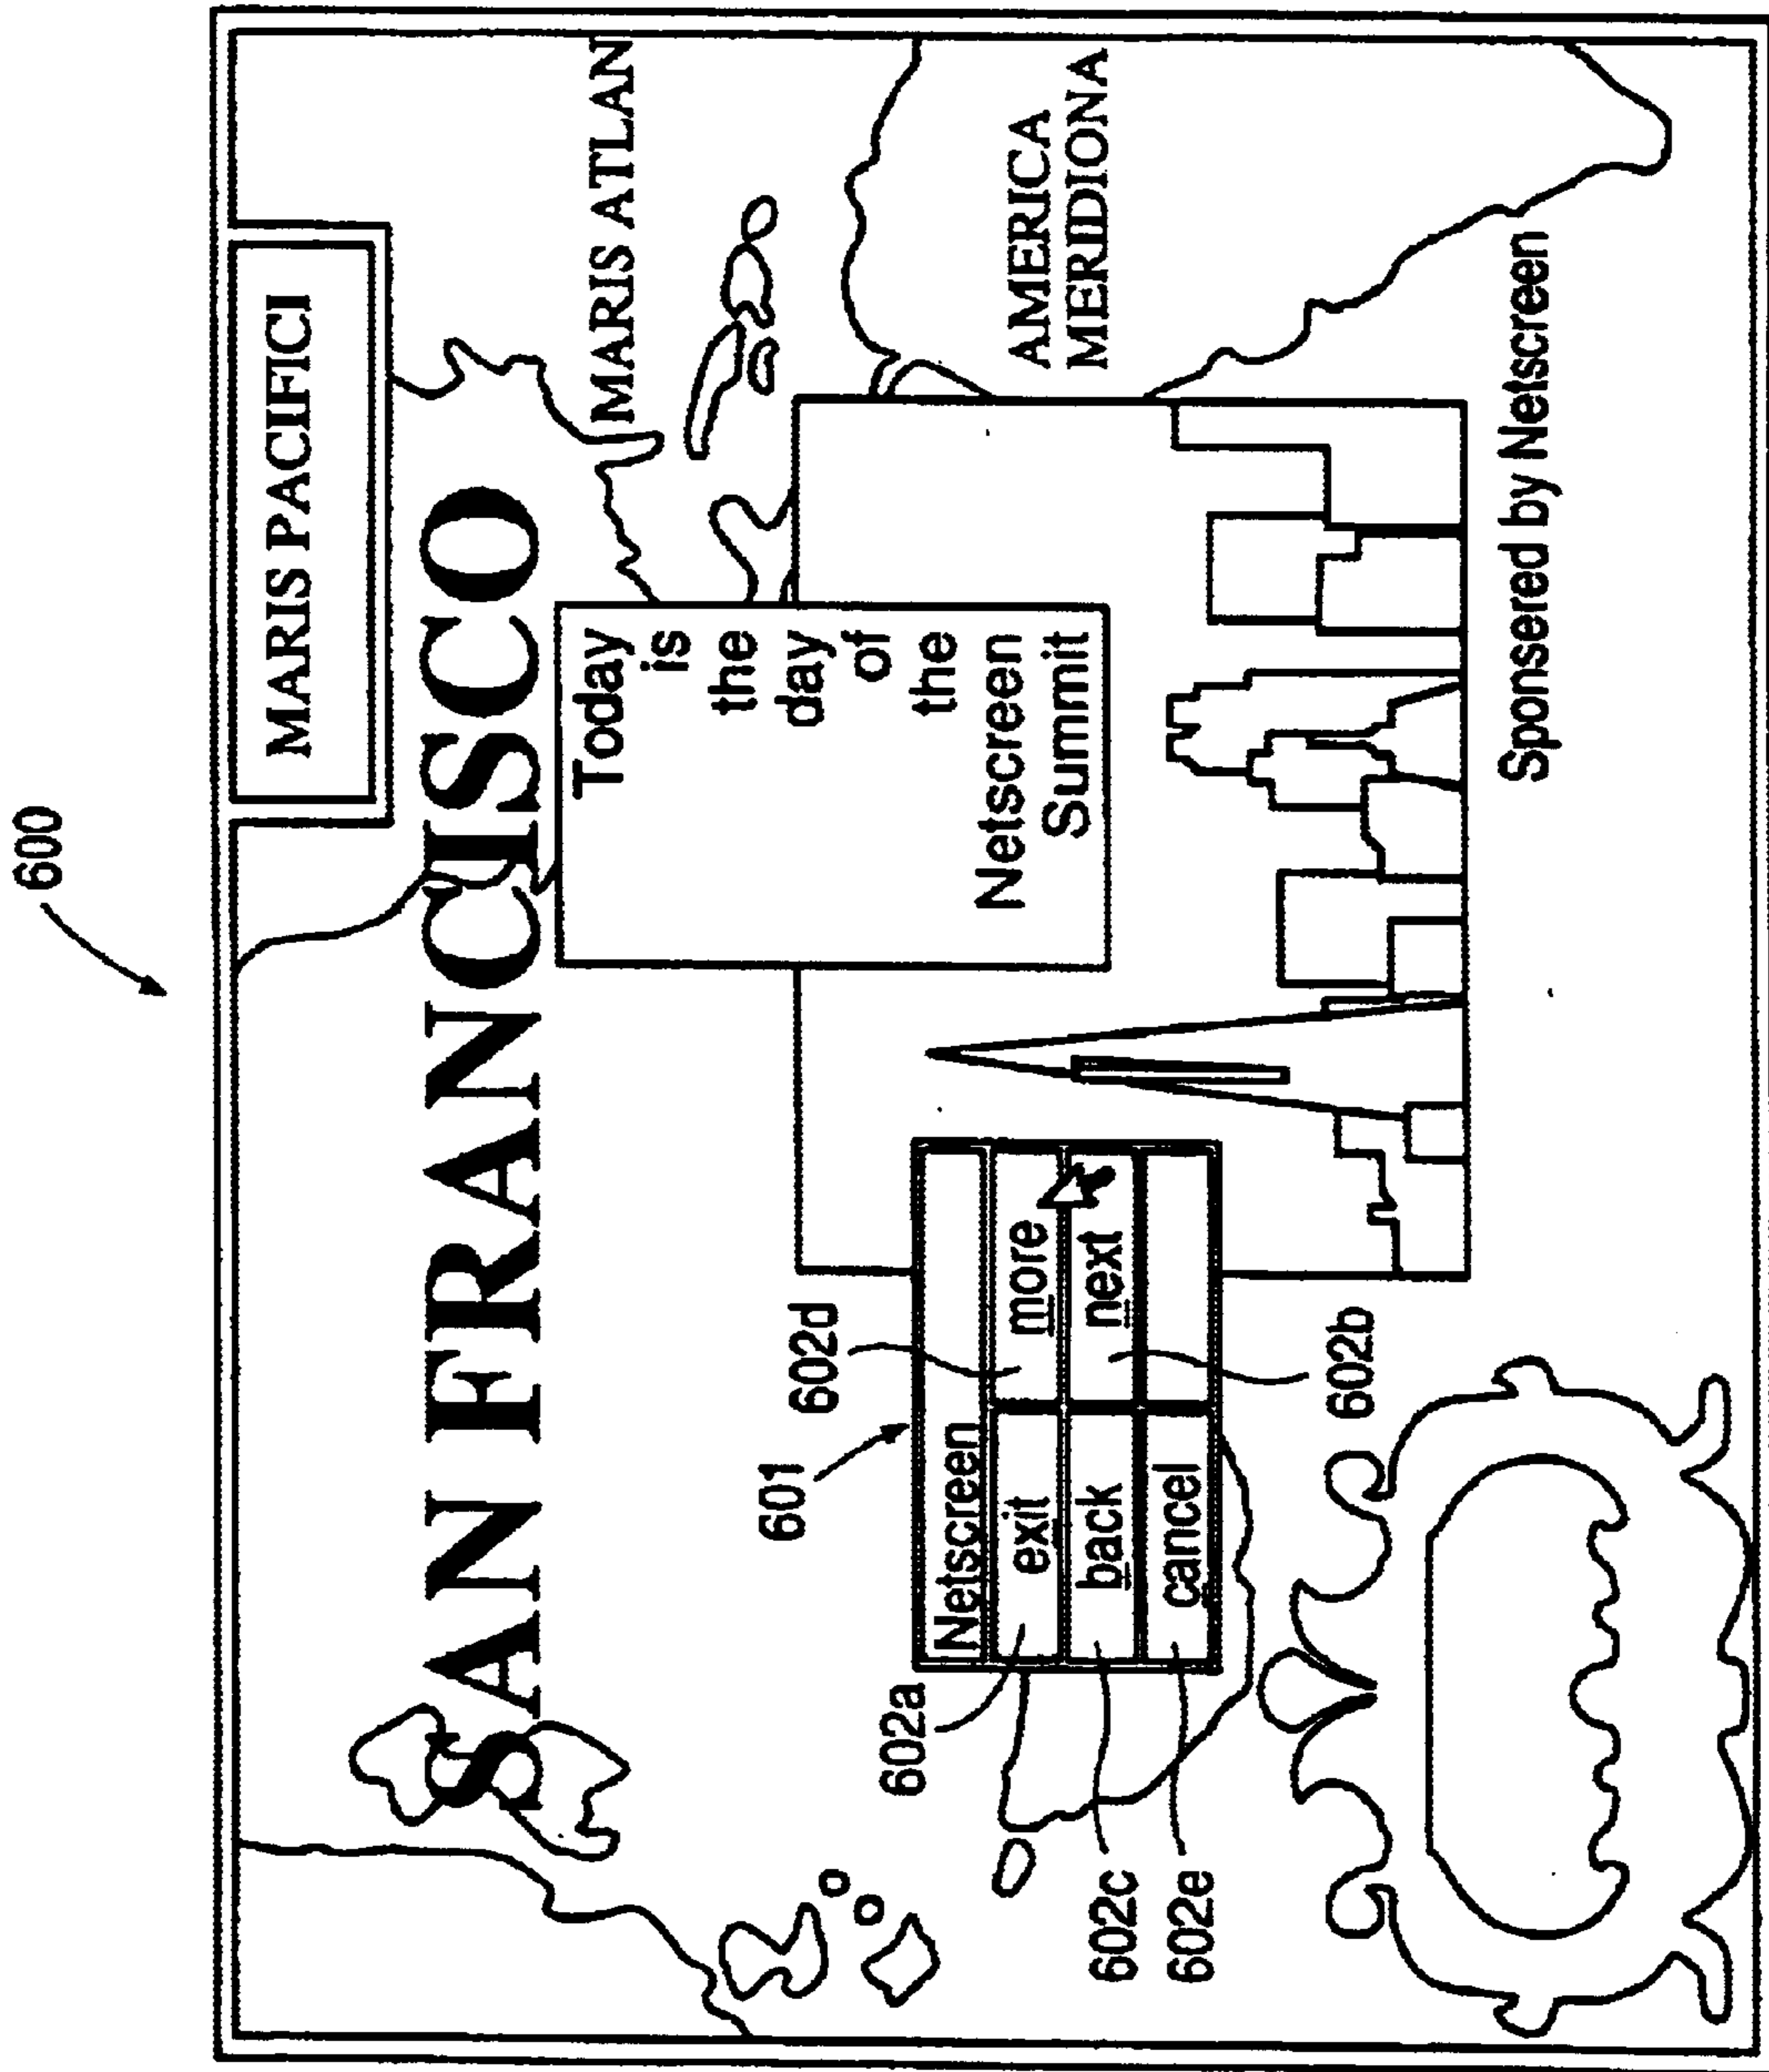 600
MARIS PACIFICI
SAN FRANCISCO
MARIS ATLAN
Today
is
the
day
of
the
Netscreen
Summit
AMERICA
MERIDIONA
601
602d
602a
Netscreen
exit
more
back
next
cancel
602c
602e
602b
Sponsered by Netscreen